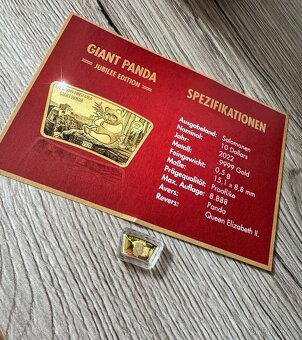 GIANT PANDA
JUBILEE EDITION
SPEZIFIKATIONEN
Ausgabeland: Salomonen
Nominal: 10 Dollars
Jahr: 2022
Metall: .9999 Gold
Feingewicht: 0,5 g
Maße: 15,1 x 8,8 mm
Prägequalität: Prooflike
Max. Auflage: 8.888
Avers: Panda
Revers: Queen Elizabeth II.